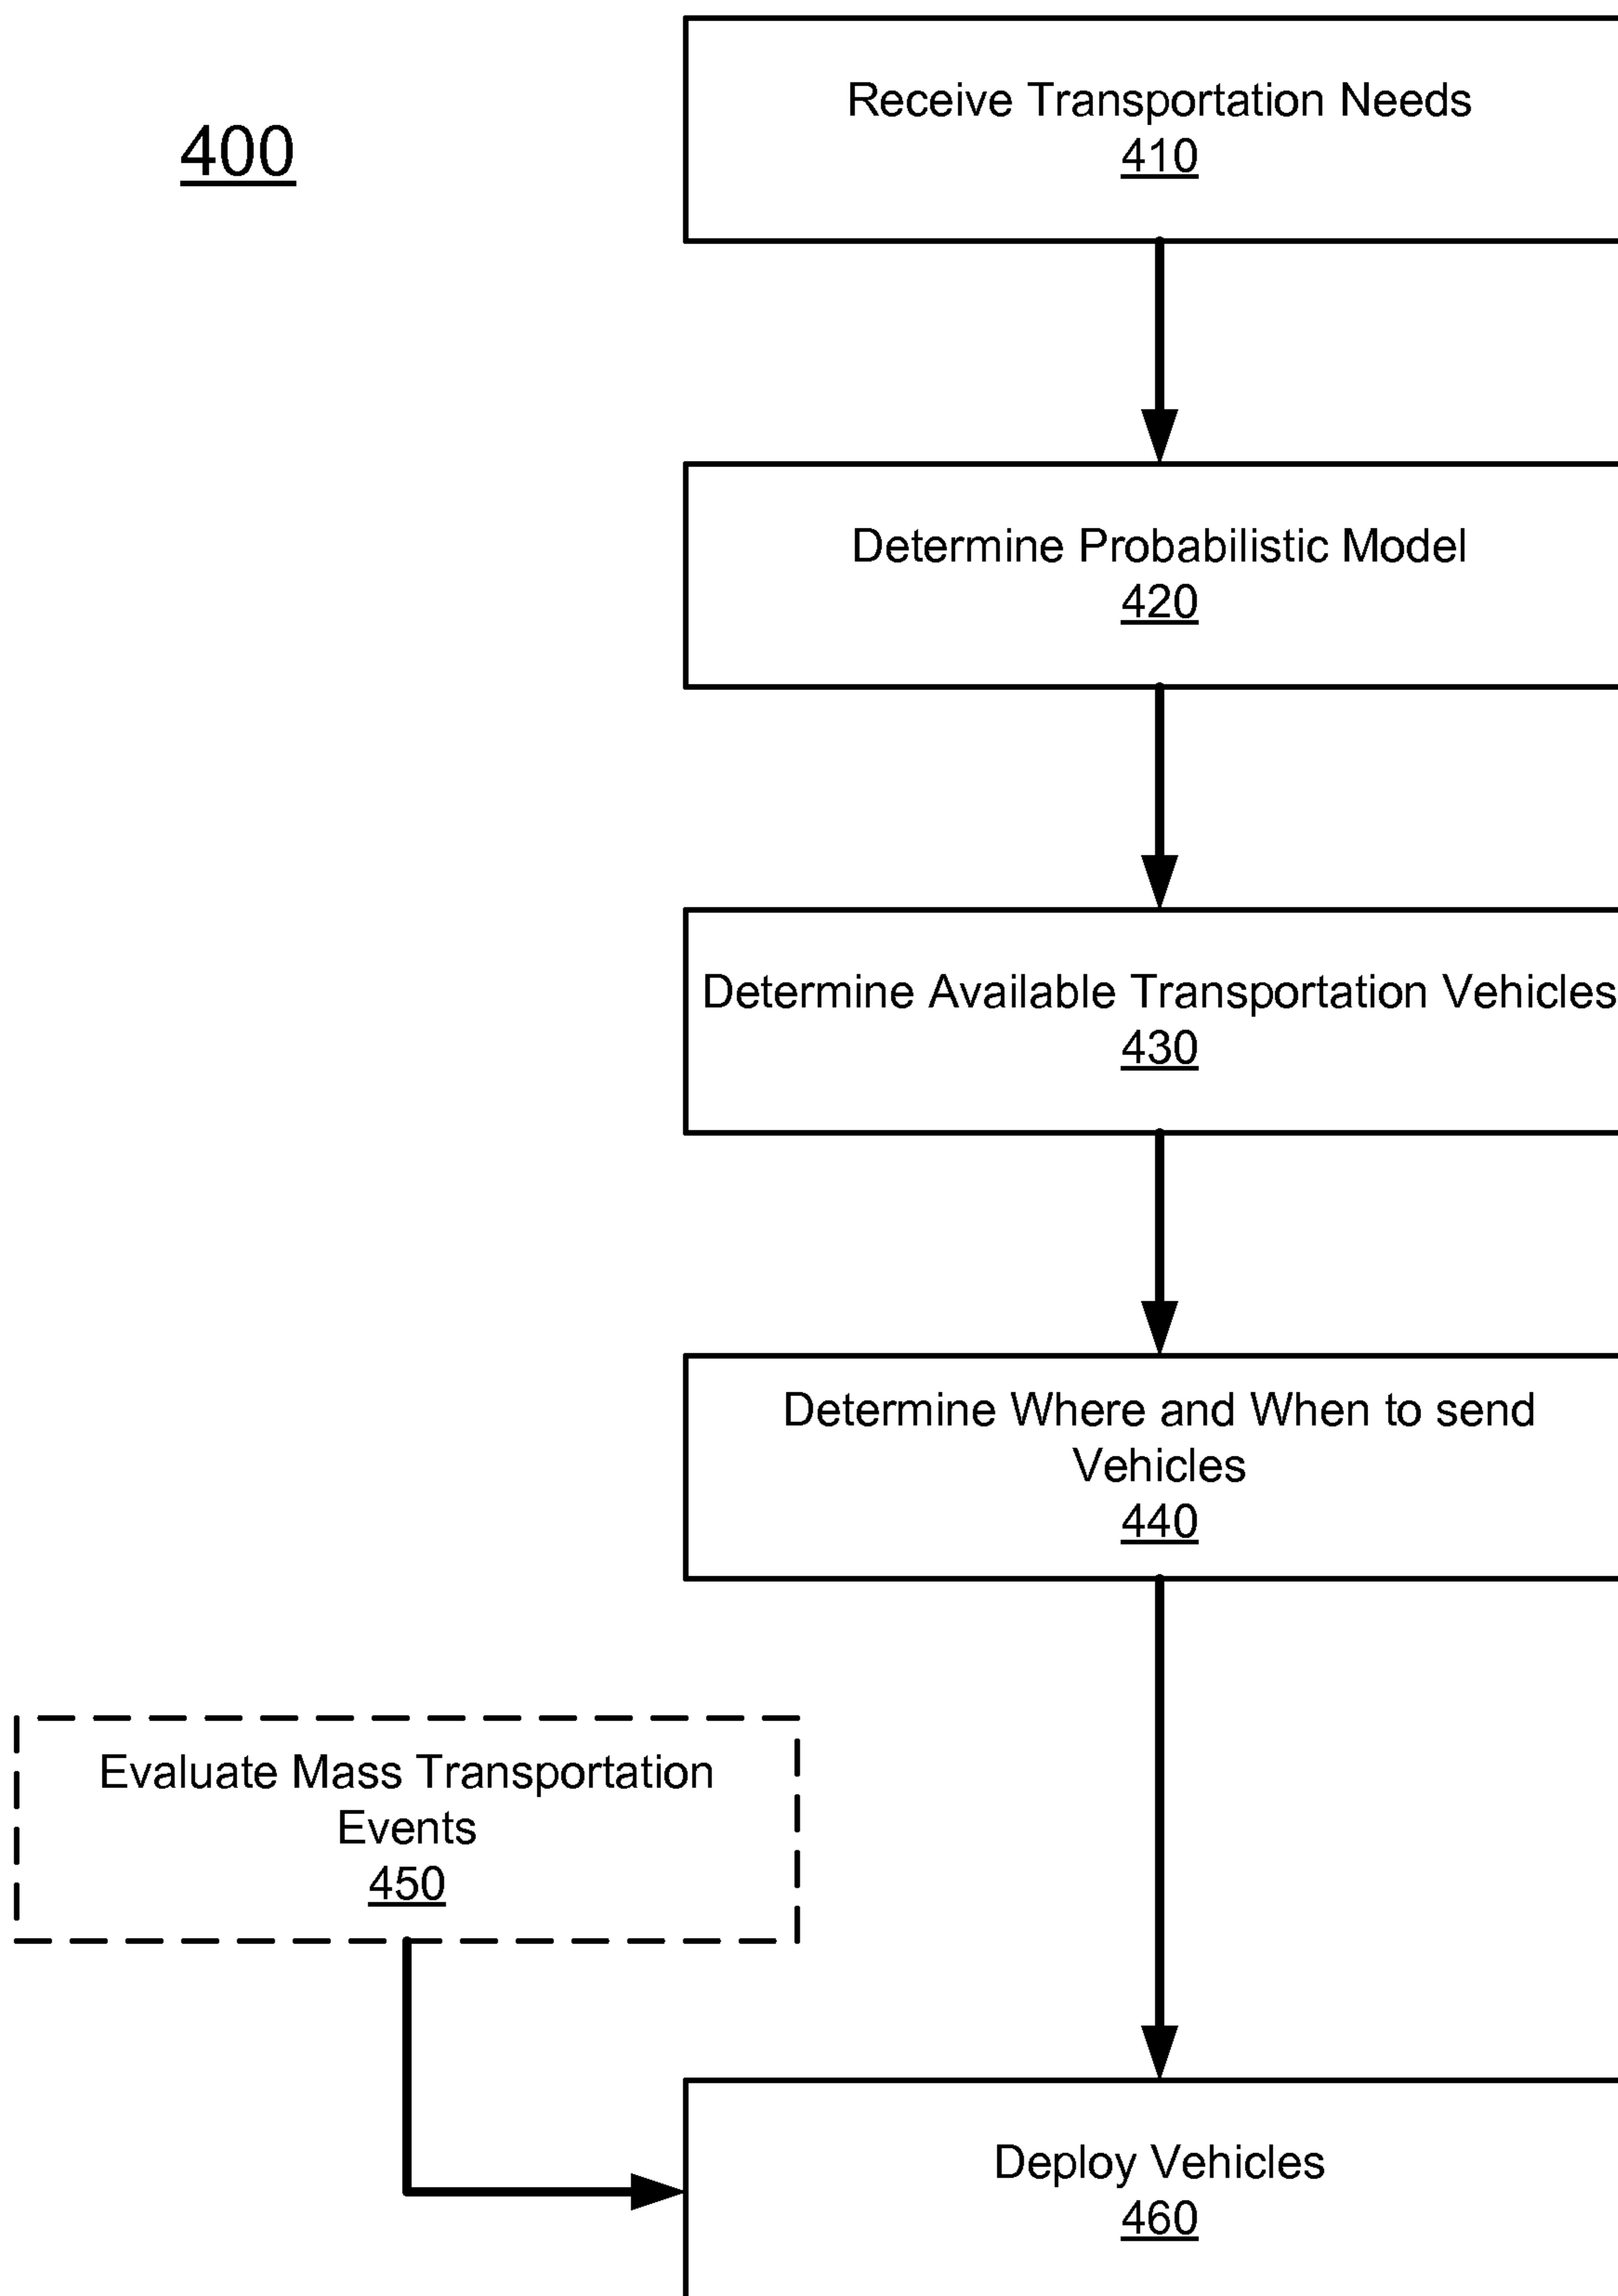 400
Receive Transportation Needs
410
Determine Probabilistic Model
420
Determine Available Transportation Vehicles
430
Determine Where and When to send
Vehicles
440
Evaluate Mass Transportation
Events
450
Deploy Vehicles
460